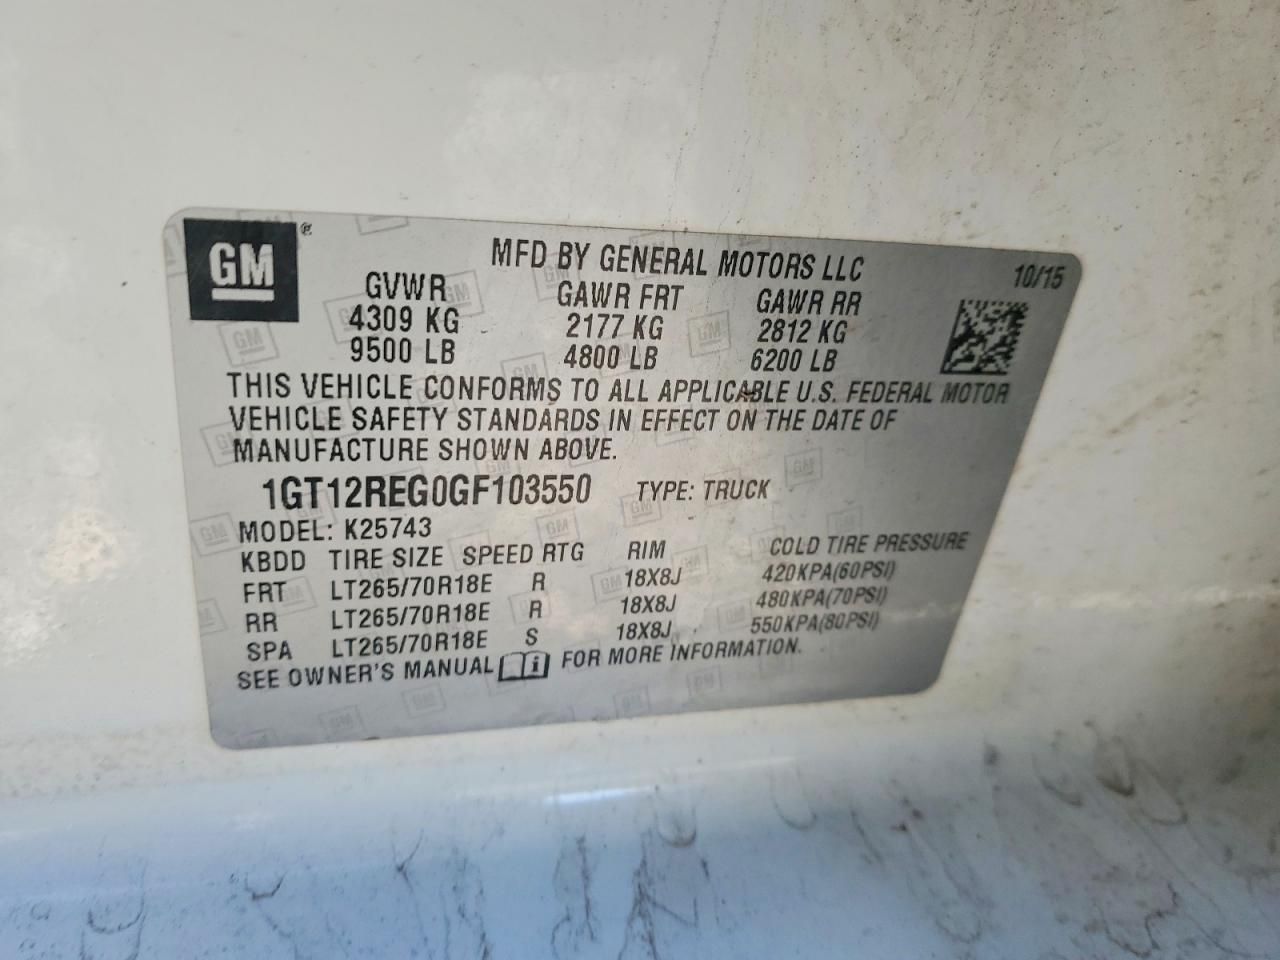 GM ®
MFD BY GENERAL MOTORS LLC 10/15
GVWR GAWR FRT GAWR RR
4309 KG 2177 KG 2812 KG
9500 LB 4800 LB 6200 LB
THIS VEHICLE CONFORMS TO ALL APPLICABLE U.S. FEDERAL MOTOR
VEHICLE SAFETY STANDARDS IN EFFECT ON THE DATE OF
MANUFACTURE SHOWN ABOVE.
1GT12REG0GF103550 TYPE: TRUCK
MODEL: K25743
KBDD TIRE SIZE SPEED RTG RIM COLD TIRE PRESSURE
FRT LT265/70R18E R 18X8J 420KPA(60PSI)
RR LT265/70R18E R 18X8J 480KPA(70PSI)
SPA LT265/70R18E S 18X8J 550KPA(80PSI)
SEE OWNER'S MANUAL i FOR MORE INFORMATION.